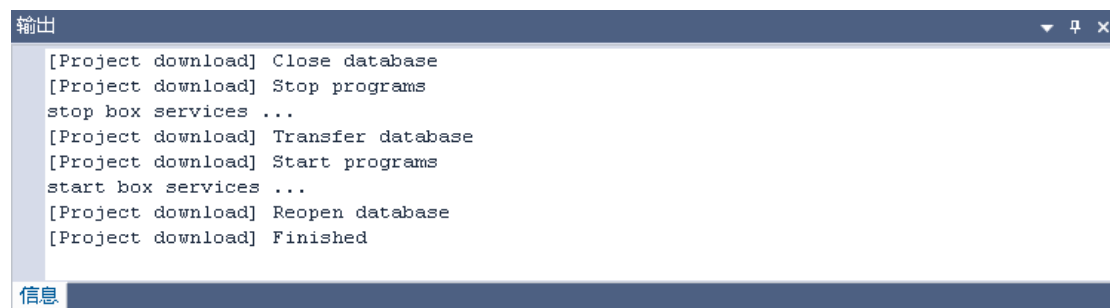 输出
[Project download] Close database
[Project download] Stop programs
stop box services ...
[Project download] Transfer database
[Project download] Start programs
start box services ...
[Project download] Reopen database
[Project download] Finished
信息